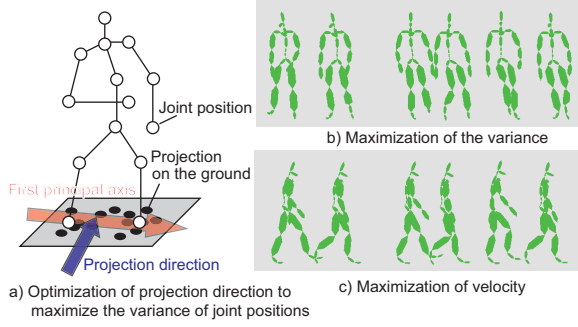 Joint position
Projection
on the ground
First principal axis
Projection direction
a) Optimization of projection direction to
maximize the variance of joint positions
b) Maximization of the variance
c) Maximization of velocity